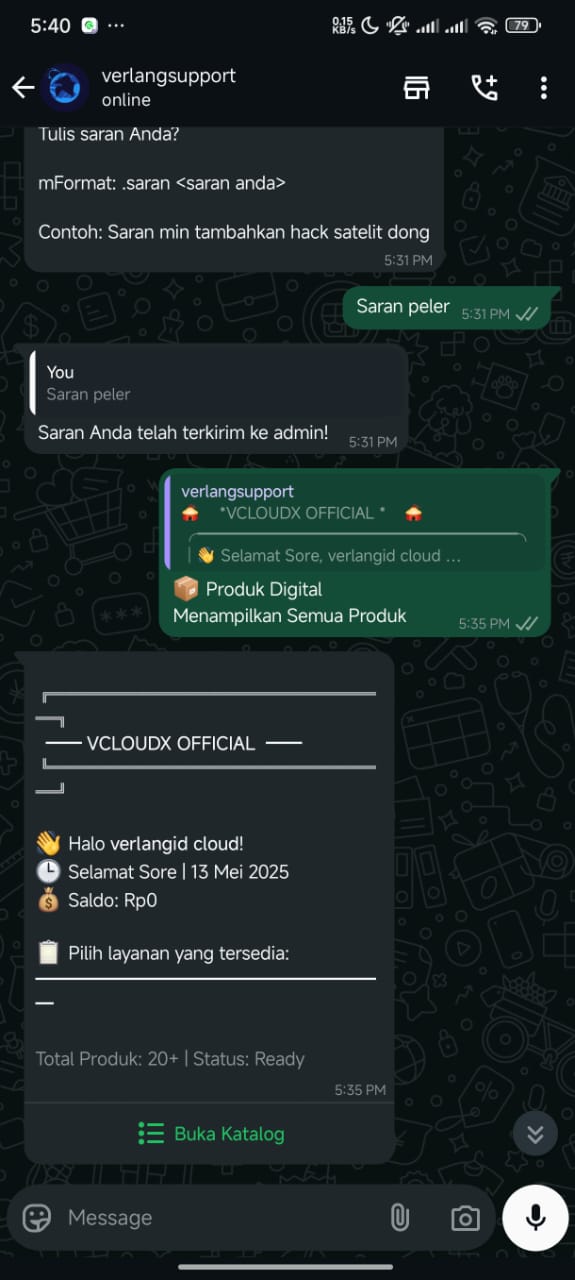 5:40
0.15 KB/s
79
verlangsupport
online
Tulis saran Anda?
mFormat: .saran <saran anda>
Contoh: Saran min tambahkan hack satelit dong
5:31 PM
Saran peler
5:31 PM
You
Saran peler
Saran Anda telah terkirim ke admin!
5:31 PM
verlangsupport
*VCLOUDX OFFICIAL *
Selamat Sore, verlangid cloud ...
Produk Digital
Menampilkan Semua Produk
5:35 PM
VCLOUDX OFFICIAL
Halo verlangid cloud!
Selamat Sore | 13 Mei 2025
Saldo: Rp0
Pilih layanan yang tersedia:
Total Produk: 20+ | Status: Ready
5:35 PM
Buka Katalog
Message